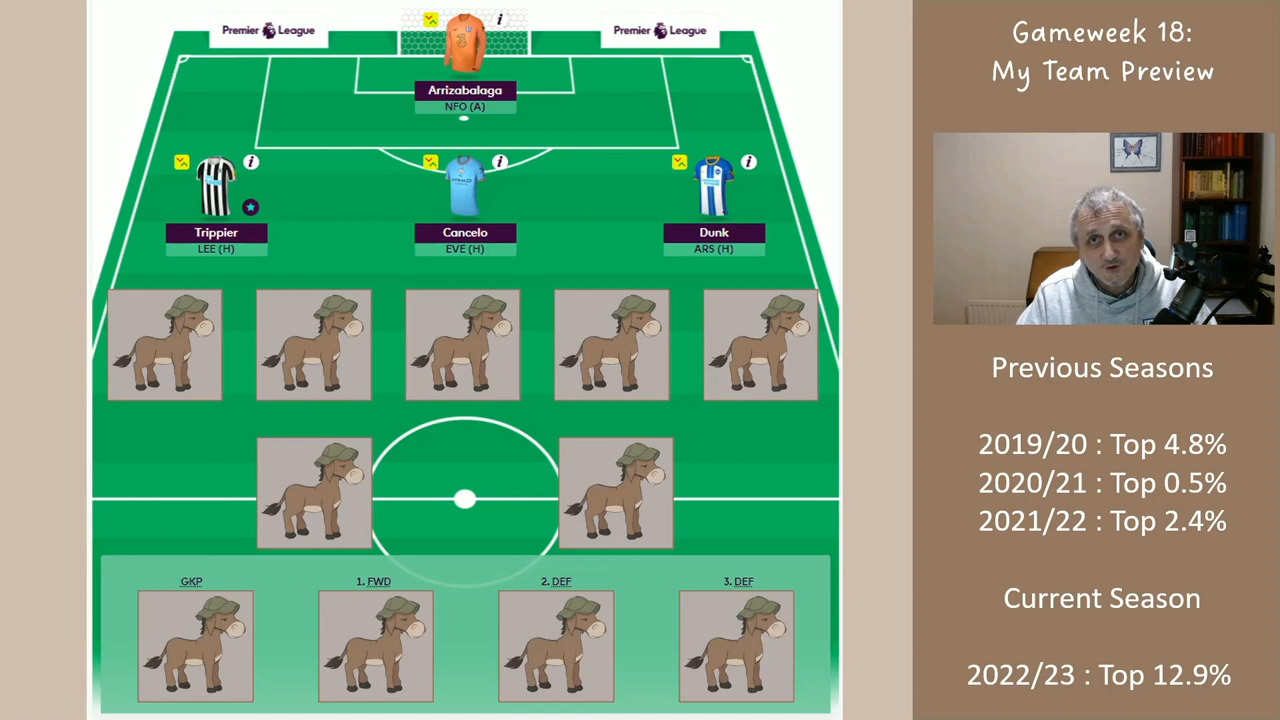 Gameweek 18:
My Team Preview
Premier League
Premier League
i
Arrizabalaga
NFO (A)
i
i
i
Trippier
Cancelo
Dunk
LEE (H)
EVE (H)
ARS (H)
GKP
1. FWD
2. DEF
3. DEF
Previous Seasons
2019/20 : Top 4.8%
2020/21 : Top 0.5%
2021/22 : Top 2.4%
Current Season
2022/23 : Top 12.9%